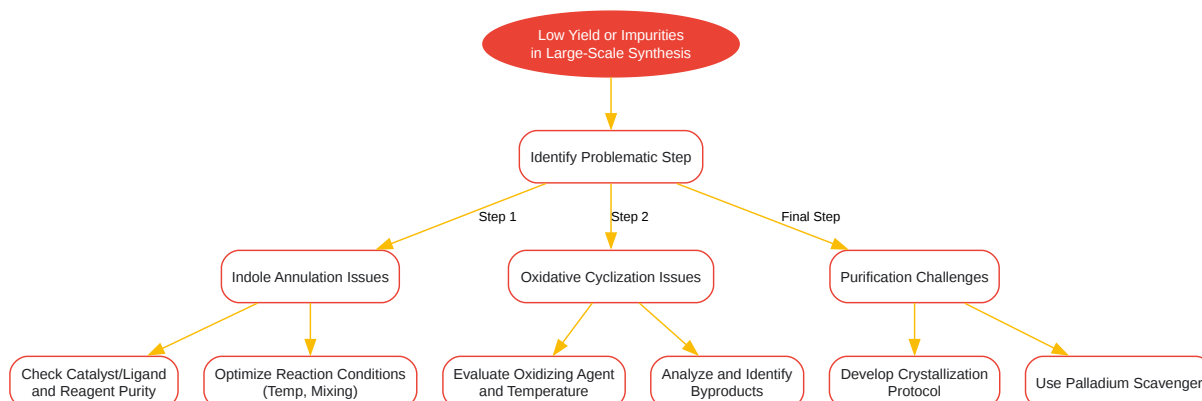 Low Yield or Impurities
in Large-Scale Synthesis
Identify Problematic Step
Step 1
Step 2
Final Step
Indole Annulation Issues
Oxidative Cyclization Issues
Purification Challenges
Check Catalyst/Ligand
and Reagent Purity
Optimize Reaction Conditions
(Temp, Mixing)
Evaluate Oxidizing Agent
and Temperature
Analyze and Identify
Byproducts
Develop Crystallization
Protocol
Use Palladium Scavenger